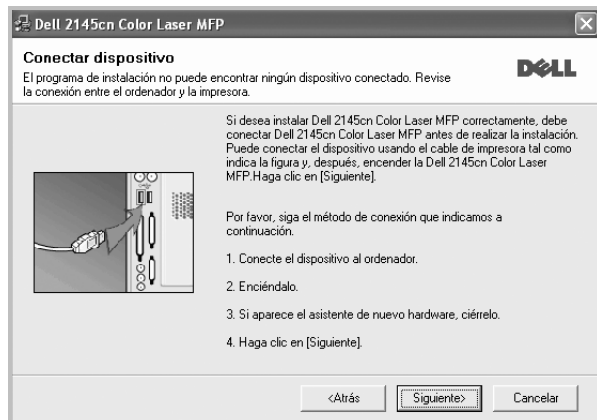 Dell 2145cn Color Laser MFP
Conectar dispositivo
El programa de instalación no puede encontrar ningún dispositivo conectado. Revise
la conexión entre el ordenador y la impresora.
DELL
Si desea instalar Dell 2145cn Color Laser MFP correctamente, debe
conectar Dell 2145cn Color Laser MFP antes de realizar la instalación.
Puede conectar el dispositivo usando el cable de impresora tal como
indica la figura y, después, encender la Dell 2145cn Color Laser
MFP.Haga clic en [Siguiente].
Por favor, siga el método de conexión que indicamos a
continuación.
1. Conecte el dispositivo al ordenador.
2. Enciéndalo.
3. Si aparece el asistente de nuevo hardware, ciérrelo.
4. Haga clic en [Siguiente].
<Atrás
Siguiente>
Cancelar